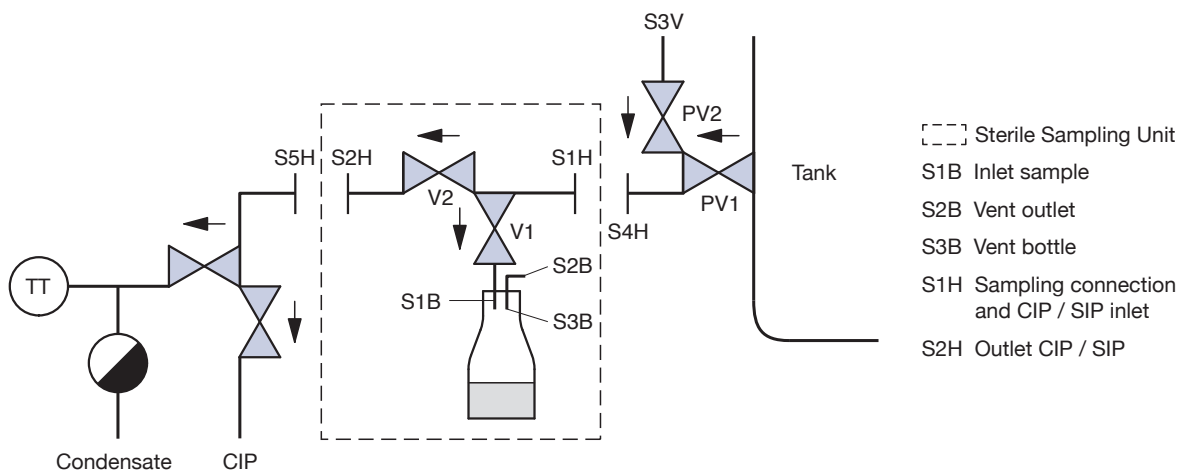 S3V
PV2
S5H
S2H
S1H
V2
V1
S4H
PV1
Tank
S2B
S1B
S3B
TT
Condensate
CIP
Sterile Sampling Unit
S1B Inlet sample
S2B Vent outlet
S3B Vent bottle
S1H Sampling connection
and CIP / SIP inlet
S2H Outlet CIP / SIP